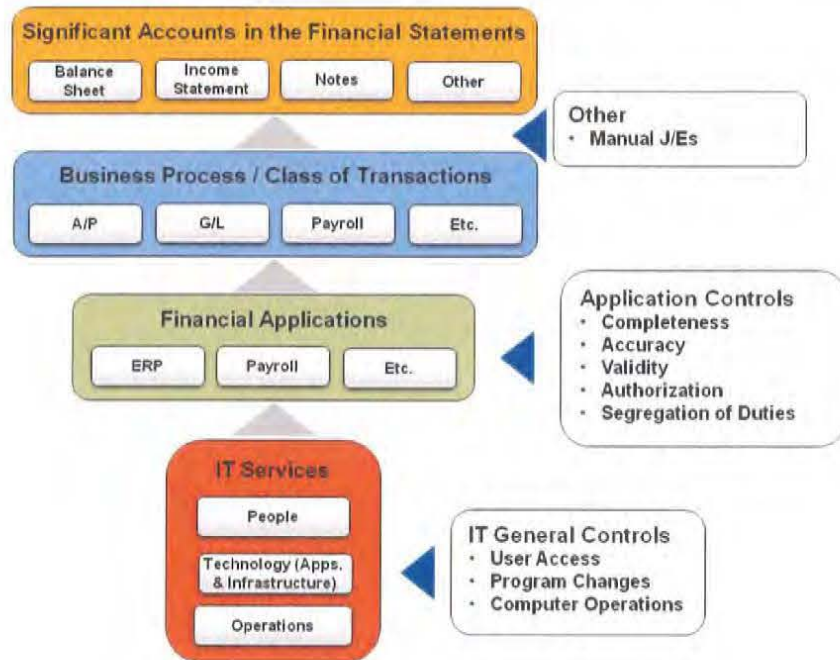 Significant Accounts in the Financial Statements
Balance
Sheet
Income
Statement
Notes
Other
Other
• Manual J/Es
Business Process / Class of Transactions
A/P
G/L
Payroll
Etc.
Financial Applications
ERP
Payroll
Etc.
Application Controls
• Completeness
• Accuracy
• Validity
• Authorization
• Segregation of Duties
IT Services
People
Technology (Apps.
& Infrastructure)
Operations
IT General Controls
• User Access
• Program Changes
• Computer Operations